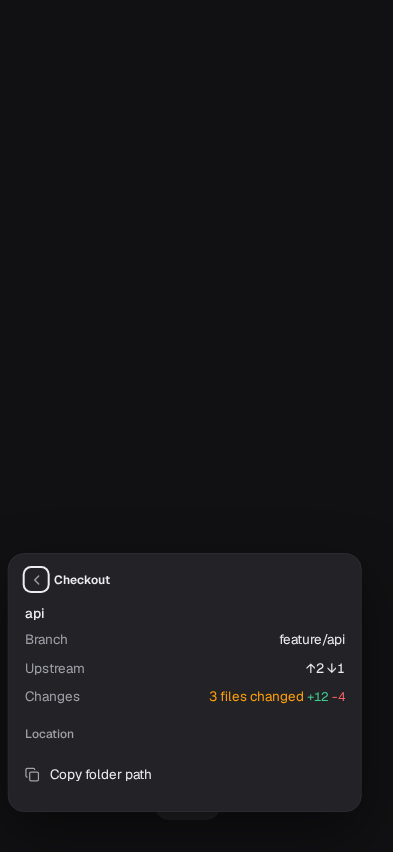 Checkout
api
Branch feature/api
Upstream ↑2 ↓1
Changes 3 files changed +12 -4
Location
Copy folder path